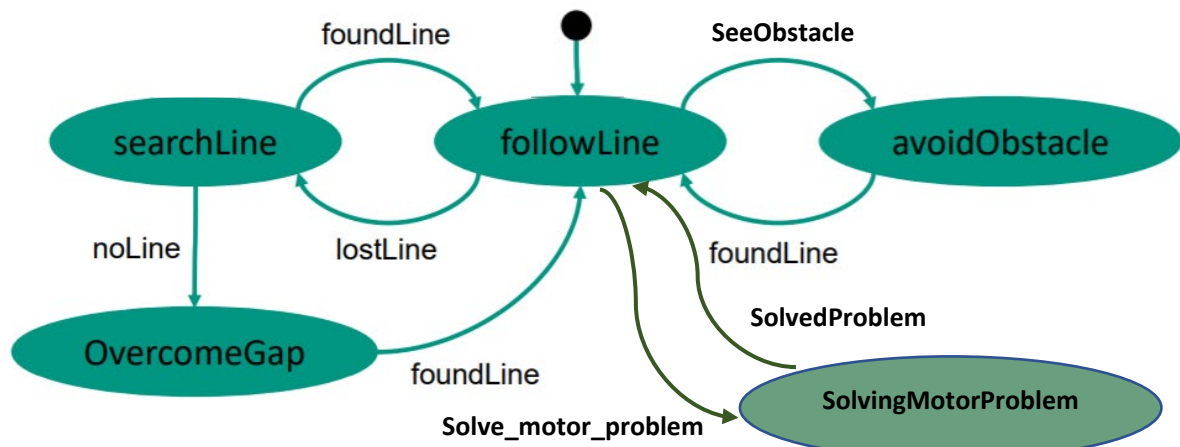 foundLine
SeeObstacle
searchLine
followLine
avoidObstacle
noLine
lostLine
foundLine
SolvedProblem
OvercomeGap
foundLine
SolvingMotorProblem
Solve_motor_problem